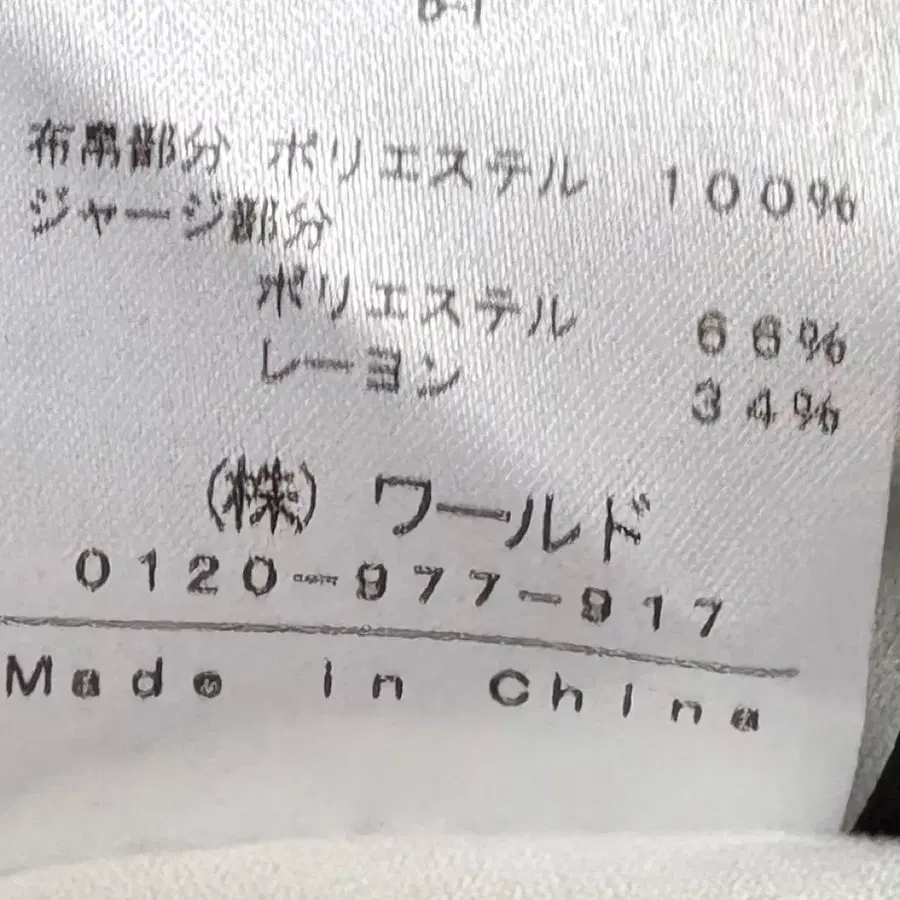 布帛部分 ポリエステル 100%
ジャージ部分
ポリエステル 66%
レーヨン 34%
(株) ワールド
0120-977-917
Made in China